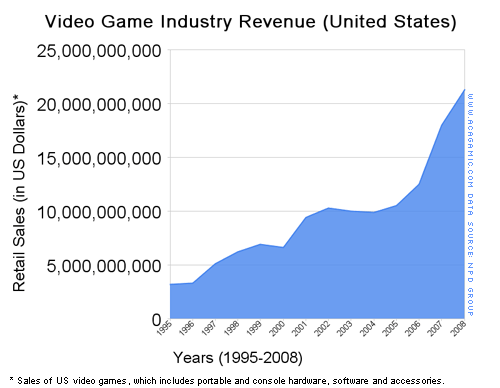 Video Game Industry Revenue (United States)
Retail Sales (in US Dollars)*
25,000,000,000
20,000,000,000
15,000,000,000
10,000,000,000
5,000,000,000
0
1995 1996 1997 1998 1999 2000 2001 2002 2003 2004 2005 2006 2007 2008
Years (1995-2008)
WWW.ACAGAMIC.COM DATA SOURCE: NPD GROUP
* Sales of US video games, which includes portable and console hardware, software and accessories.